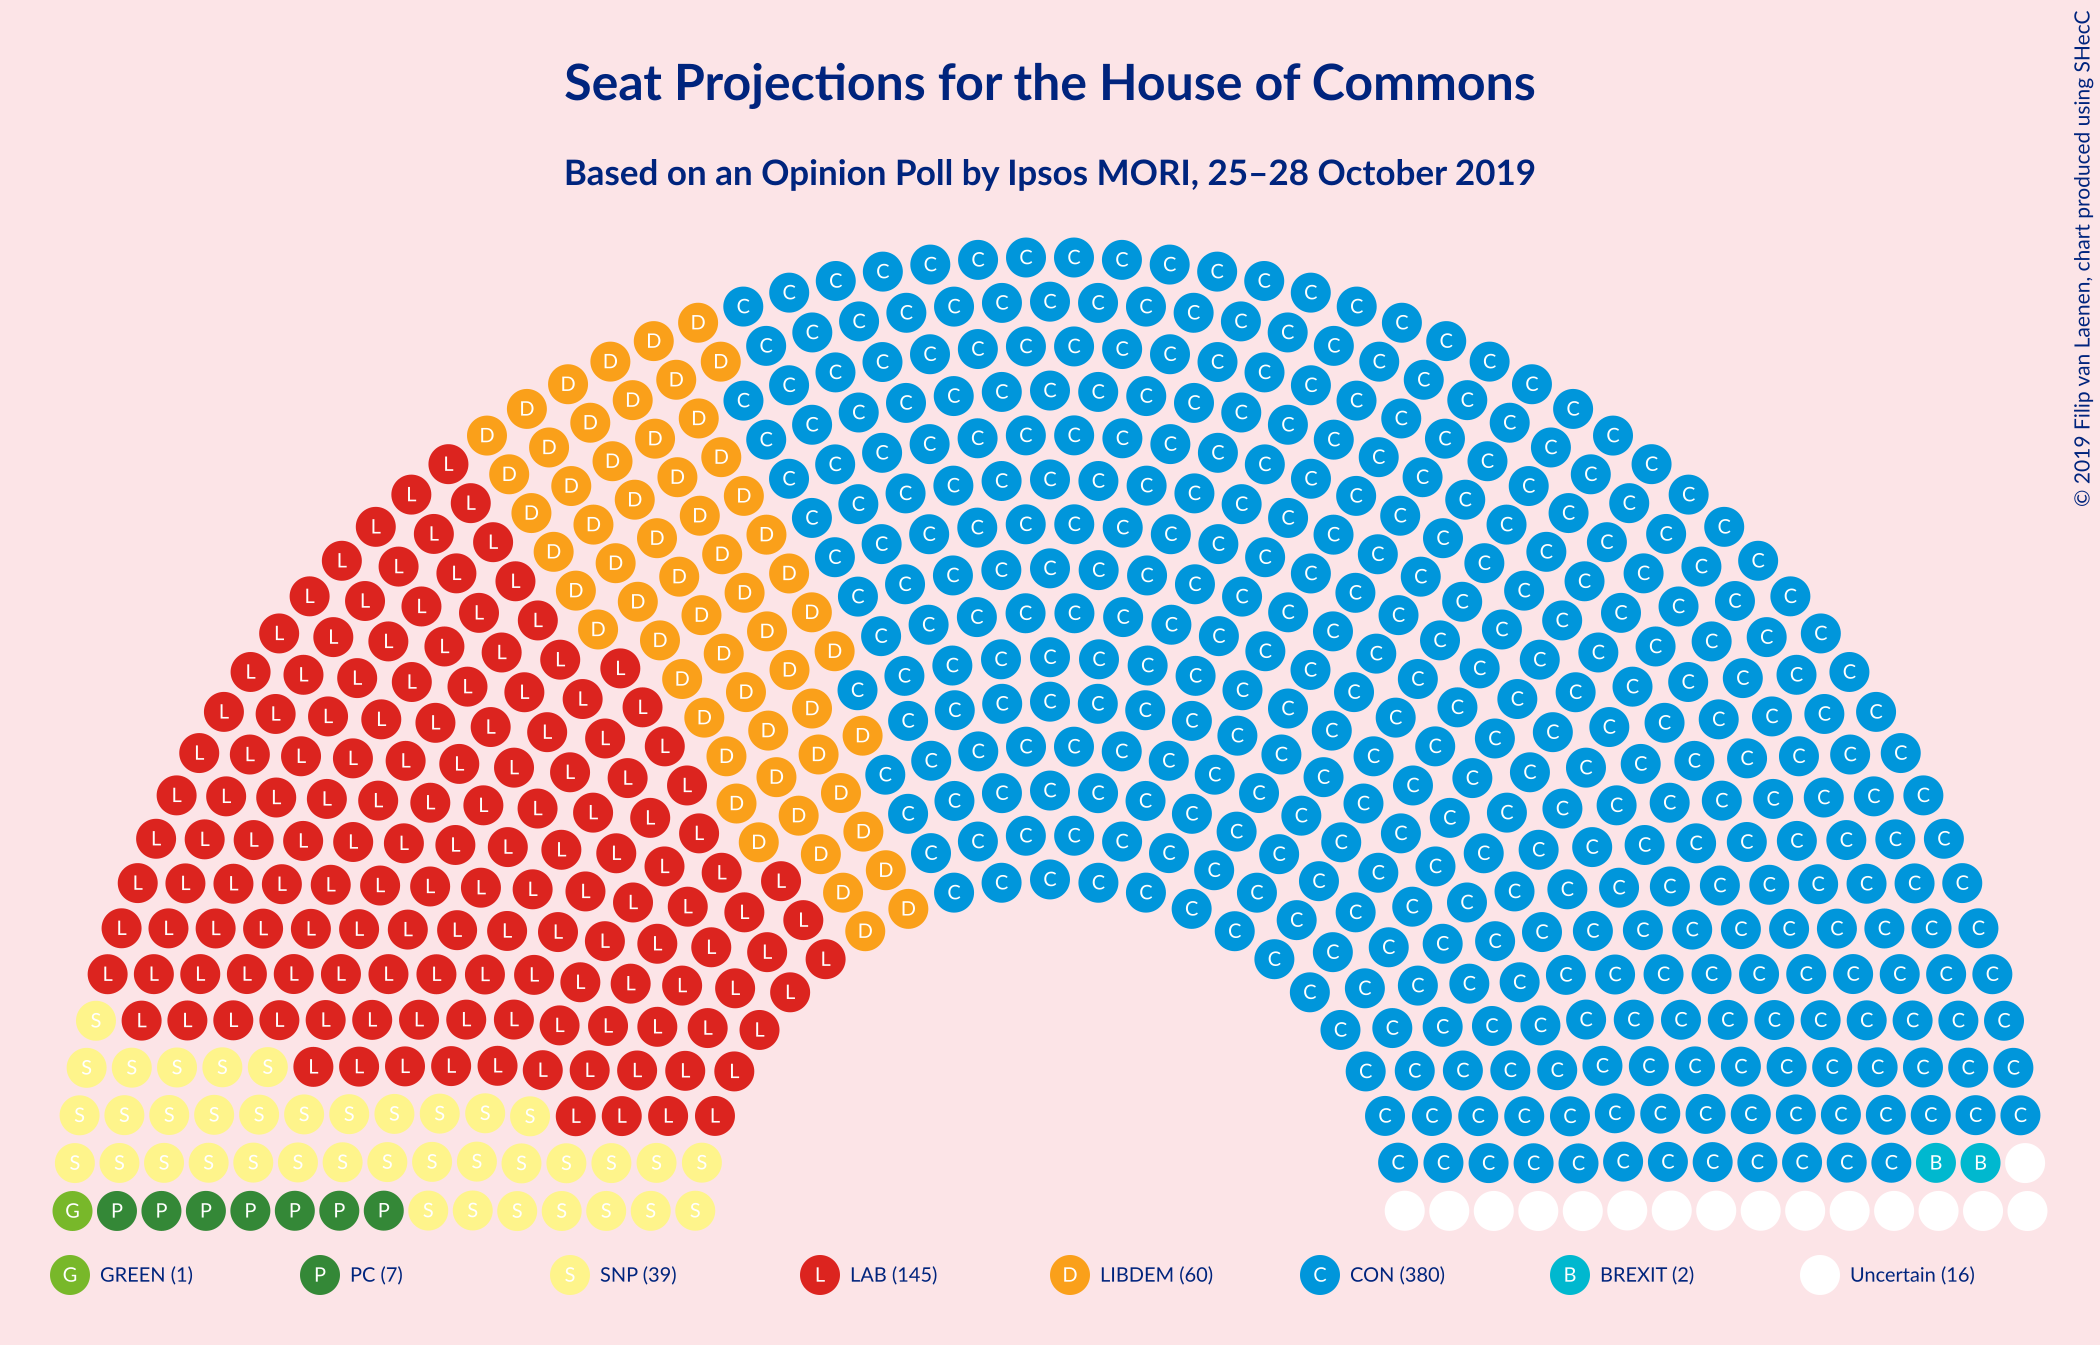 Seat Projections for the House of Commons
Based on an Opinion Poll by Ipsos MORI, 25–28 October 2019
© 2019 Filip van Laenen, chart produced using SHecC
G GREEN (1)
P PC (7)
S SNP (39)
L LAB (145)
D LIBDEM (60)
C CON (380)
B BREXIT (2)
Uncertain (16)